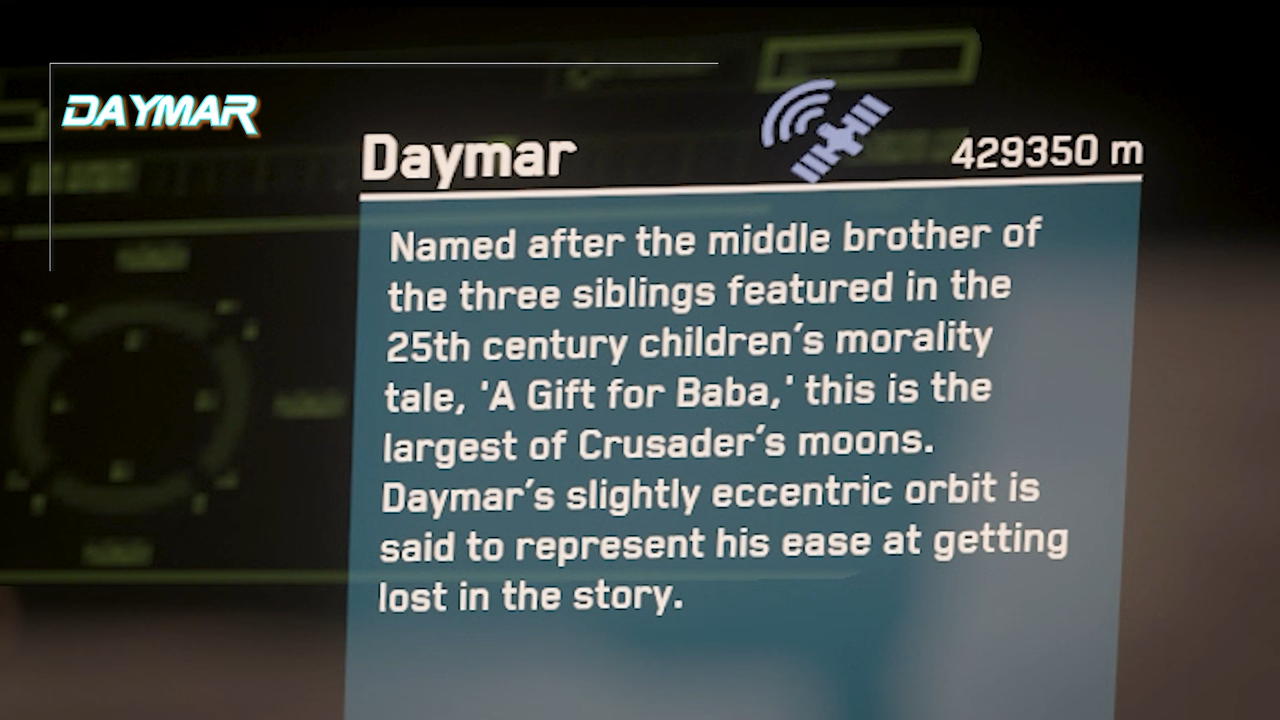 DAYMAR
Daymar
429350 m
Named after the middle brother of
the three siblings featured in the
25th century children's morality
tale, 'A Gift for Baba,' this is the
largest of Crusader's moons.
Daymar's slightly eccentric orbit is
said to represent his ease at getting
lost in the story.